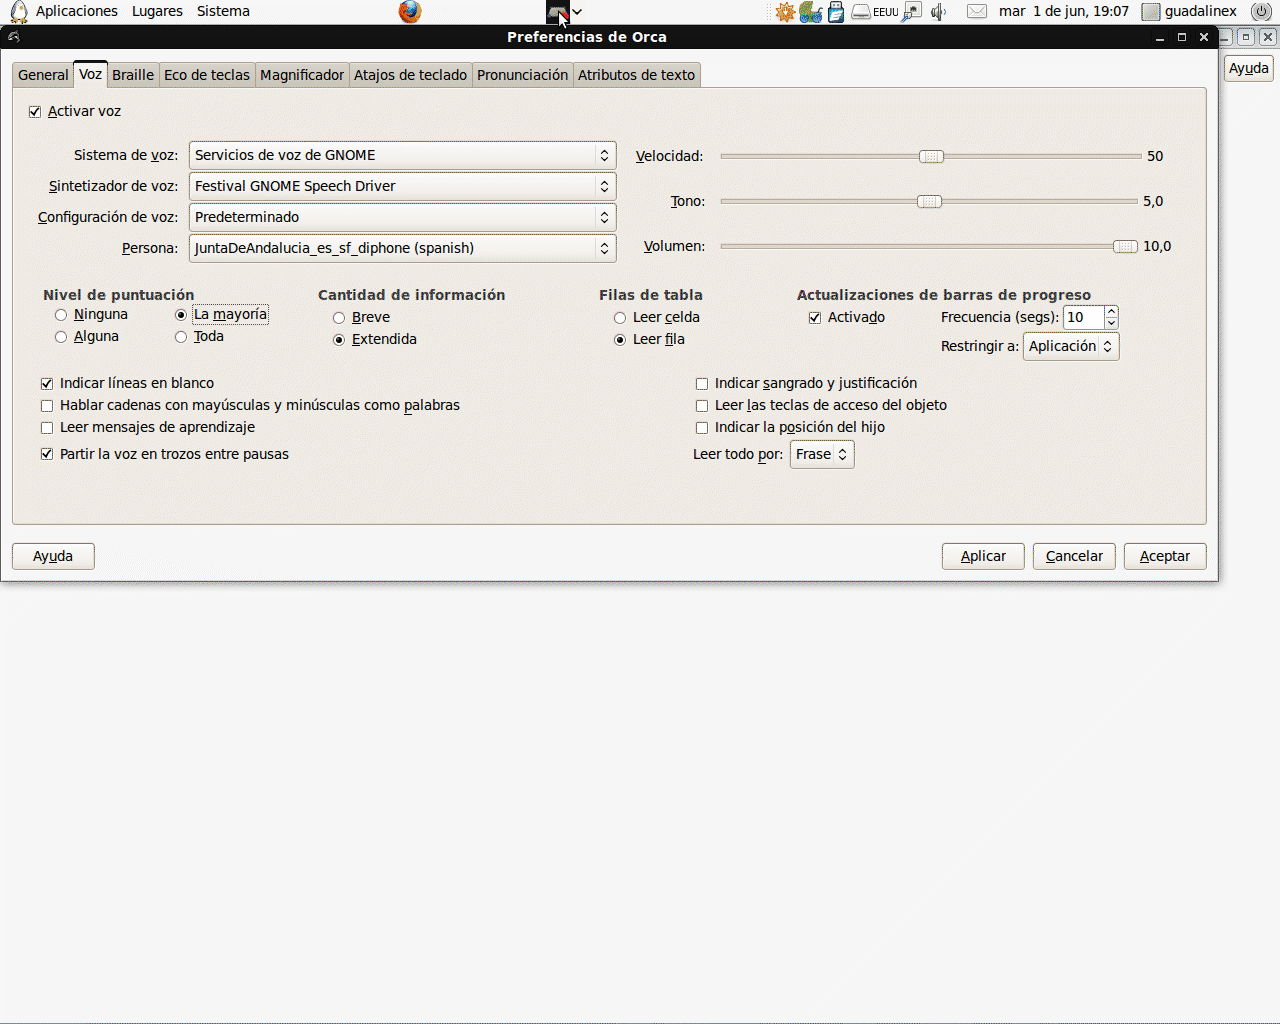 Aplicaciones Lugares Sistema EEUU mar 1 de jun, 19:07 guadalinex
Preferencias de Orca
Ayuda
General Voz Braille Eco de teclas Magnificador Atajos de teclado Pronunciación Atributos de texto
Activar voz
Sistema de voz: Servicios de voz de GNOME Velocidad: 50
Sintetizador de voz: Festival GNOME Speech Driver
Tono: 5,0
Configuración de voz: Predeterminado
Persona: JuntaDeAndalucia_es_sf_diphone (spanish) Volumen: 10,0
Nivel de puntuación Cantidad de información Filas de tabla Actualizaciones de barras de progreso
Ninguna La mayoría Breve Leer celda Activado Frecuencia (segs): 10
Alguna Toda Extendida Leer fila Restringir a: Aplicación
Indicar líneas en blanco Indicar sangrado y justificación
Hablar cadenas con mayúsculas y minúsculas como palabras Leer las teclas de acceso del objeto
Leer mensajes de aprendizaje Indicar la posición del hijo
Partir la voz en trozos entre pausas Leer todo por: Frase
Ayuda Aplicar Cancelar Aceptar